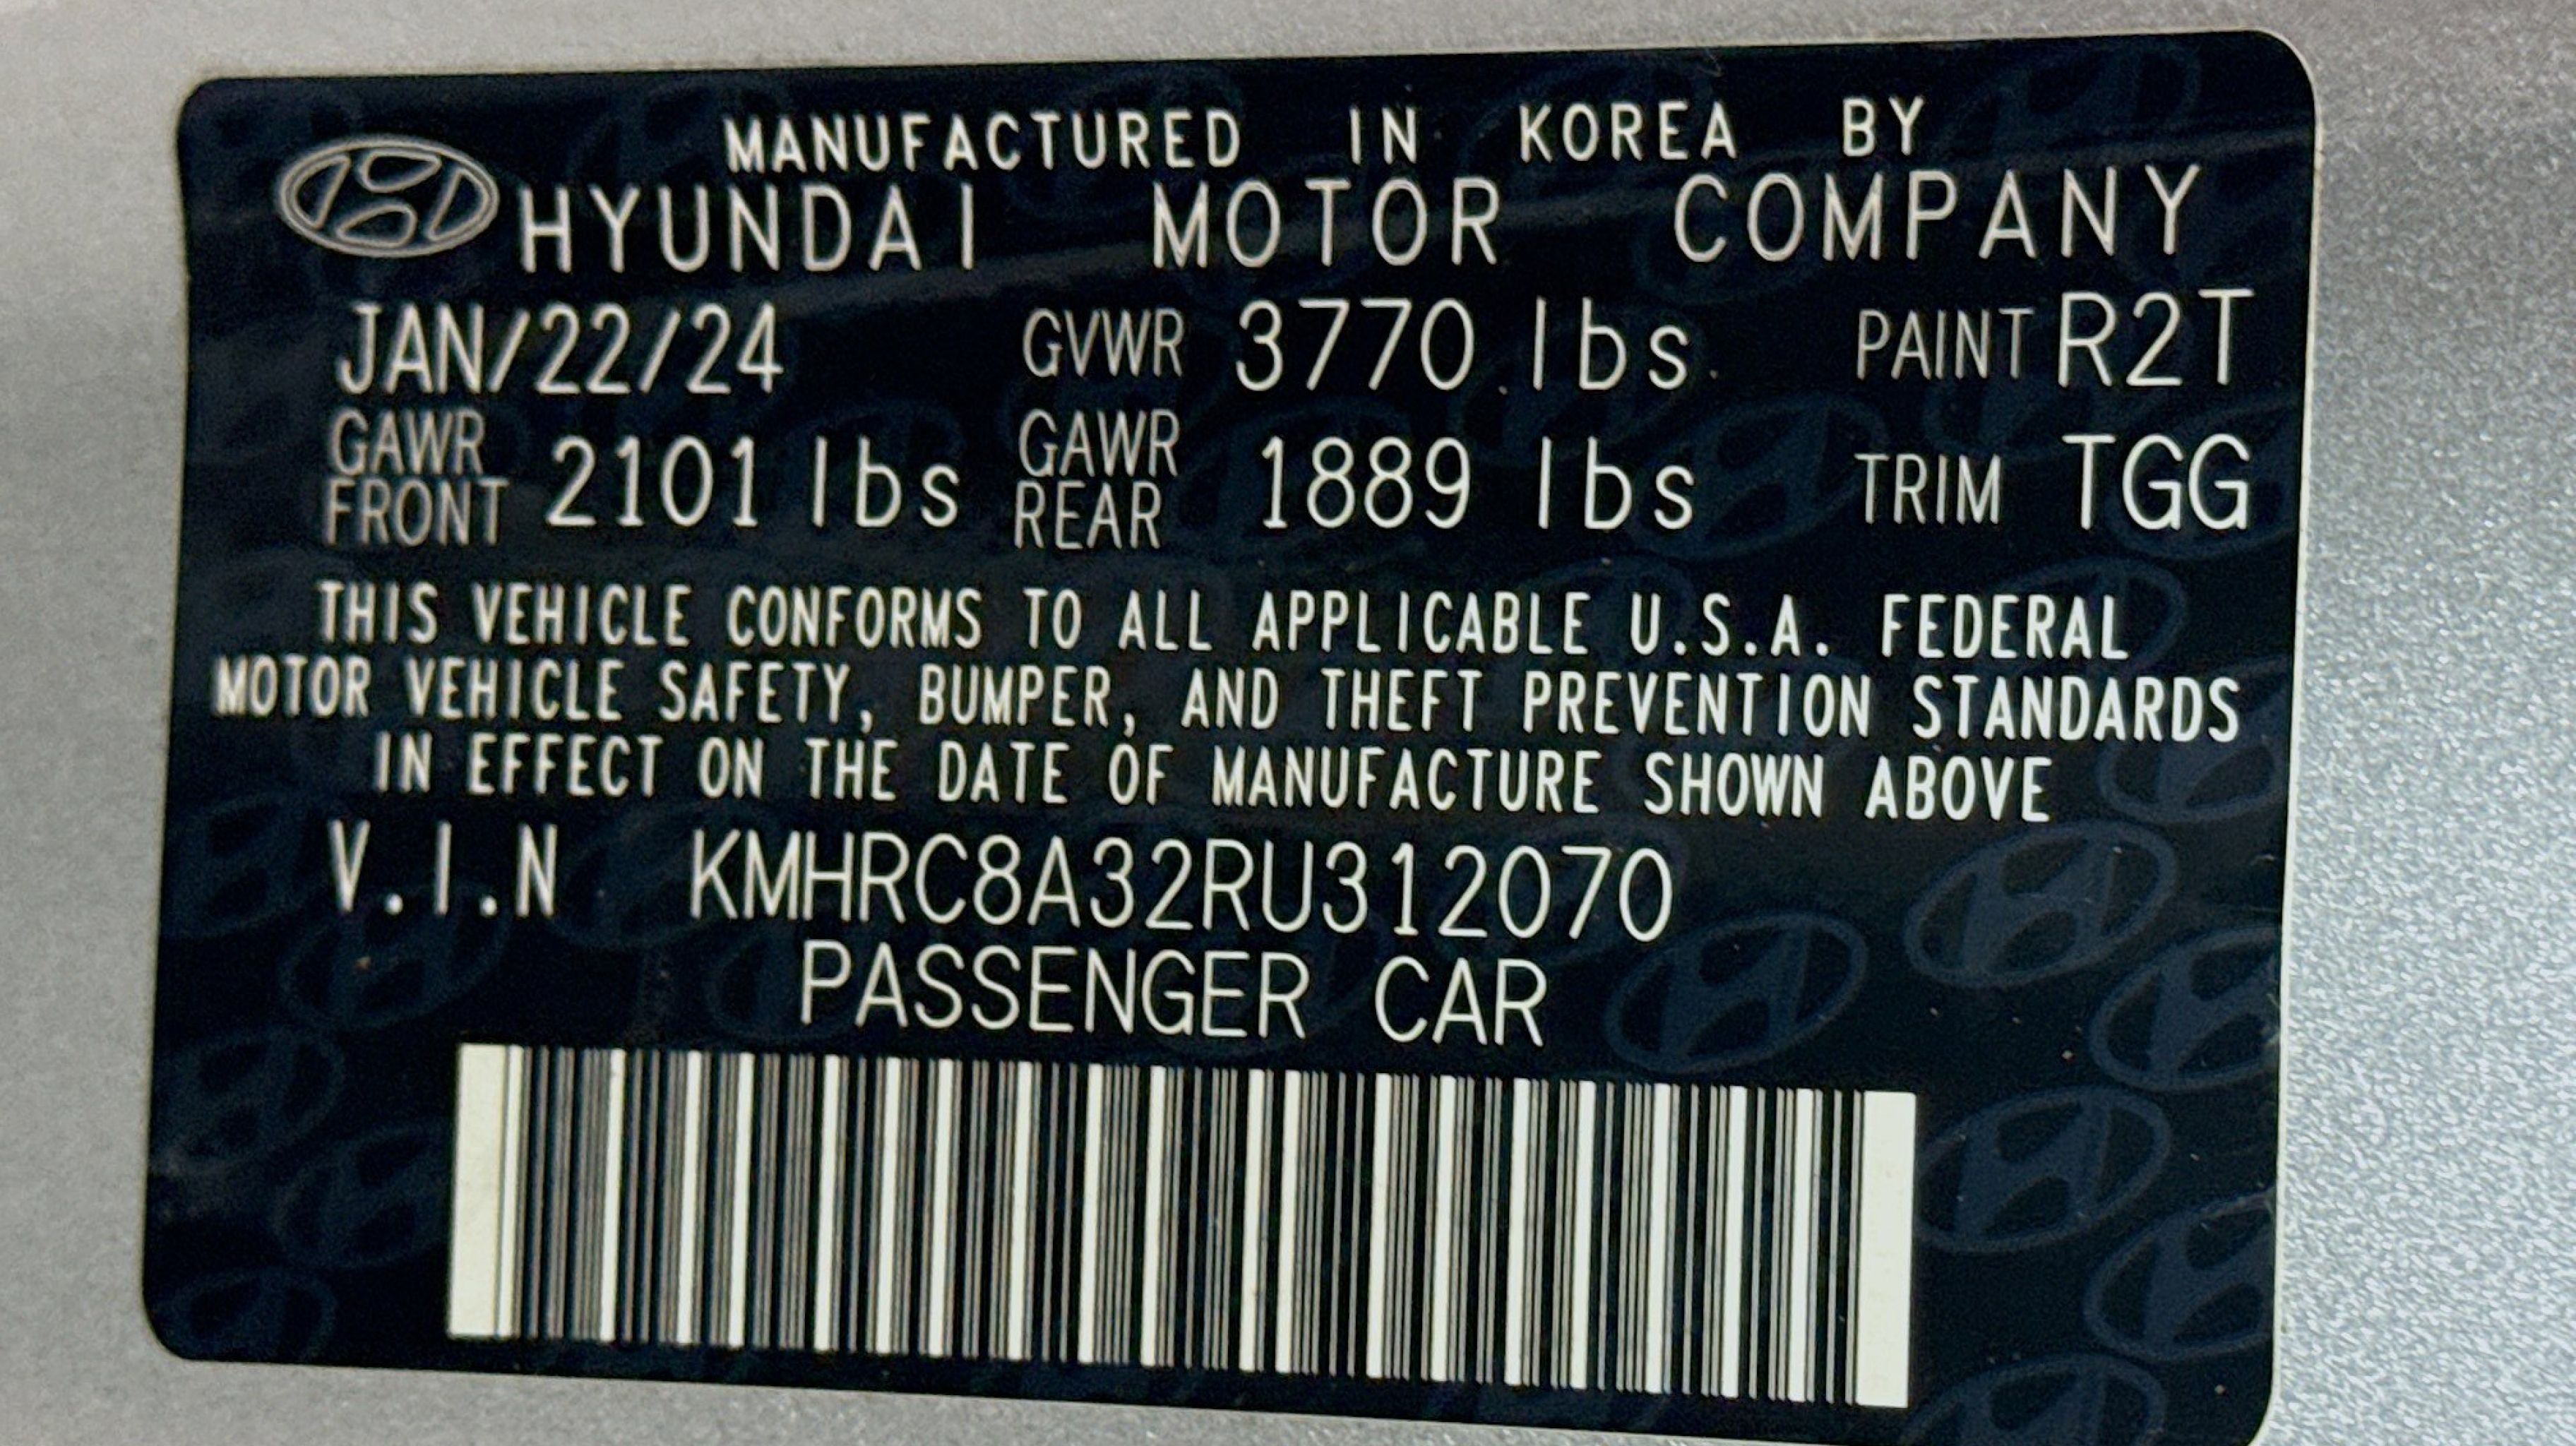 MANUFACTURED IN KOREA BY
HYUNDAI MOTOR COMPANY
JAN/22/24 GVWR 3770 lbs PAINT R2T
GAWR FRONT 2101 lbs GAWR REAR 1889 lbs TRIM TGG
THIS VEHICLE CONFORMS TO ALL APPLICABLE U.S.A. FEDERAL
MOTOR VEHICLE SAFETY, BUMPER, AND THEFT PREVENTION STANDARDS
IN EFFECT ON THE DATE OF MANUFACTURE SHOWN ABOVE
V.I.N KMHRC8A32RU312070
PASSENGER CAR